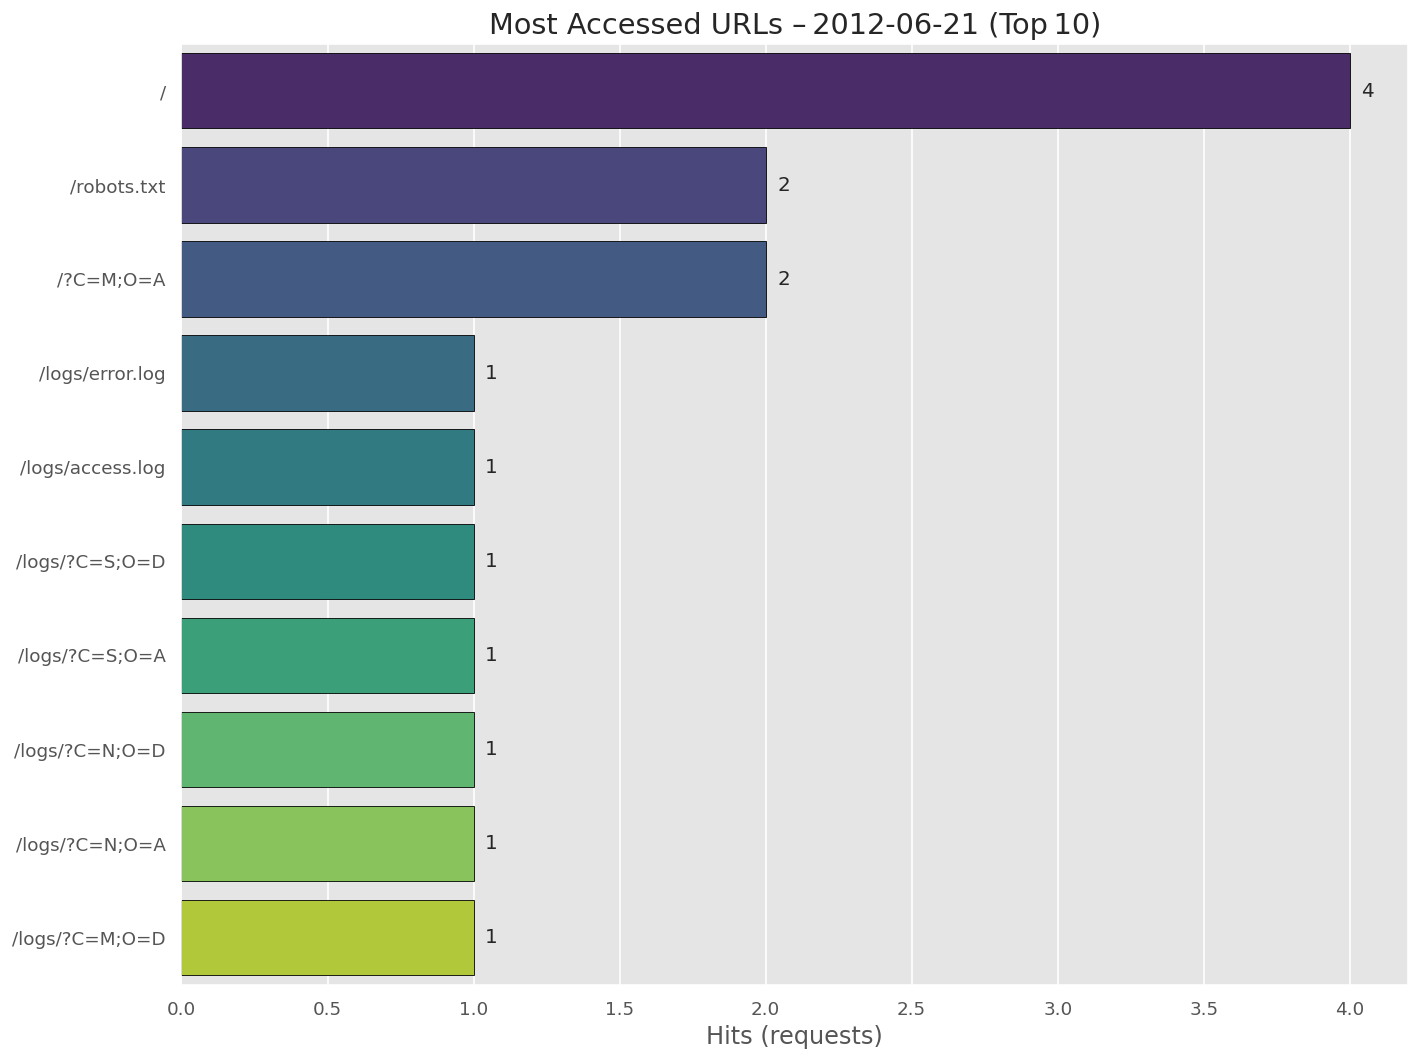 Most Accessed URLs – 2012-06-21 (Top 10)
/ 4
/robots.txt 2
/?C=M;O=A 2
/logs/error.log 1
/logs/access.log 1
/logs/?C=S;O=D 1
/logs/?C=S;O=A 1
/logs/?C=N;O=D 1
/logs/?C=N;O=A 1
/logs/?C=M;O=D 1
0.0 0.5 1.0 1.5 2.0 2.5 3.0 3.5 4.0
Hits (requests)